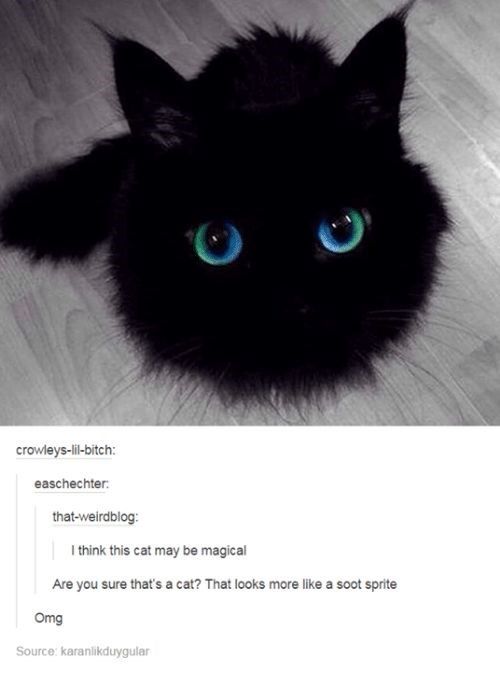 crowleys-lil-bitch:
easchechter:
that-weirdblog:
I think this cat may be magical
Are you sure that's a cat? That looks more like a soot sprite
Omg
Source: karanlikduygular